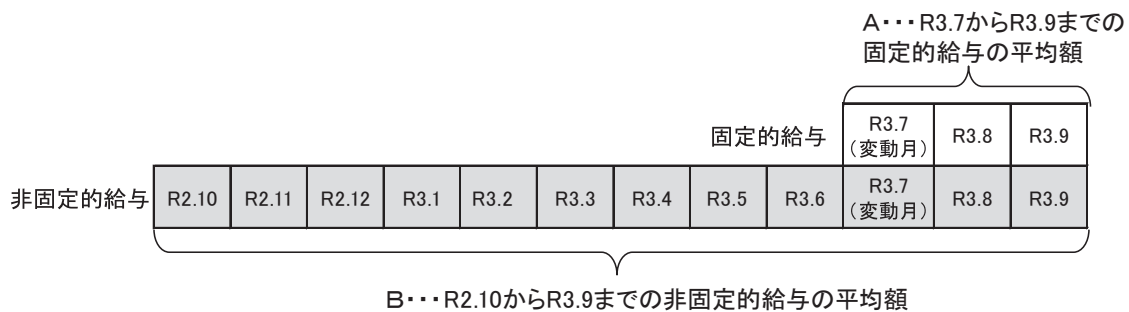 A・・・R3.7からR3.9までの
固定的給与の平均額
固定的給与
R3.7
（変動月）
R3.8
R3.9
非固定的給与
R2.10
R2.11
R2.12
R3.1
R3.2
R3.3
R3.4
R3.5
R3.6
R3.7
（変動月）
R3.8
R3.9
B・・・R2.10からR3.9までの非固定的給与の平均額